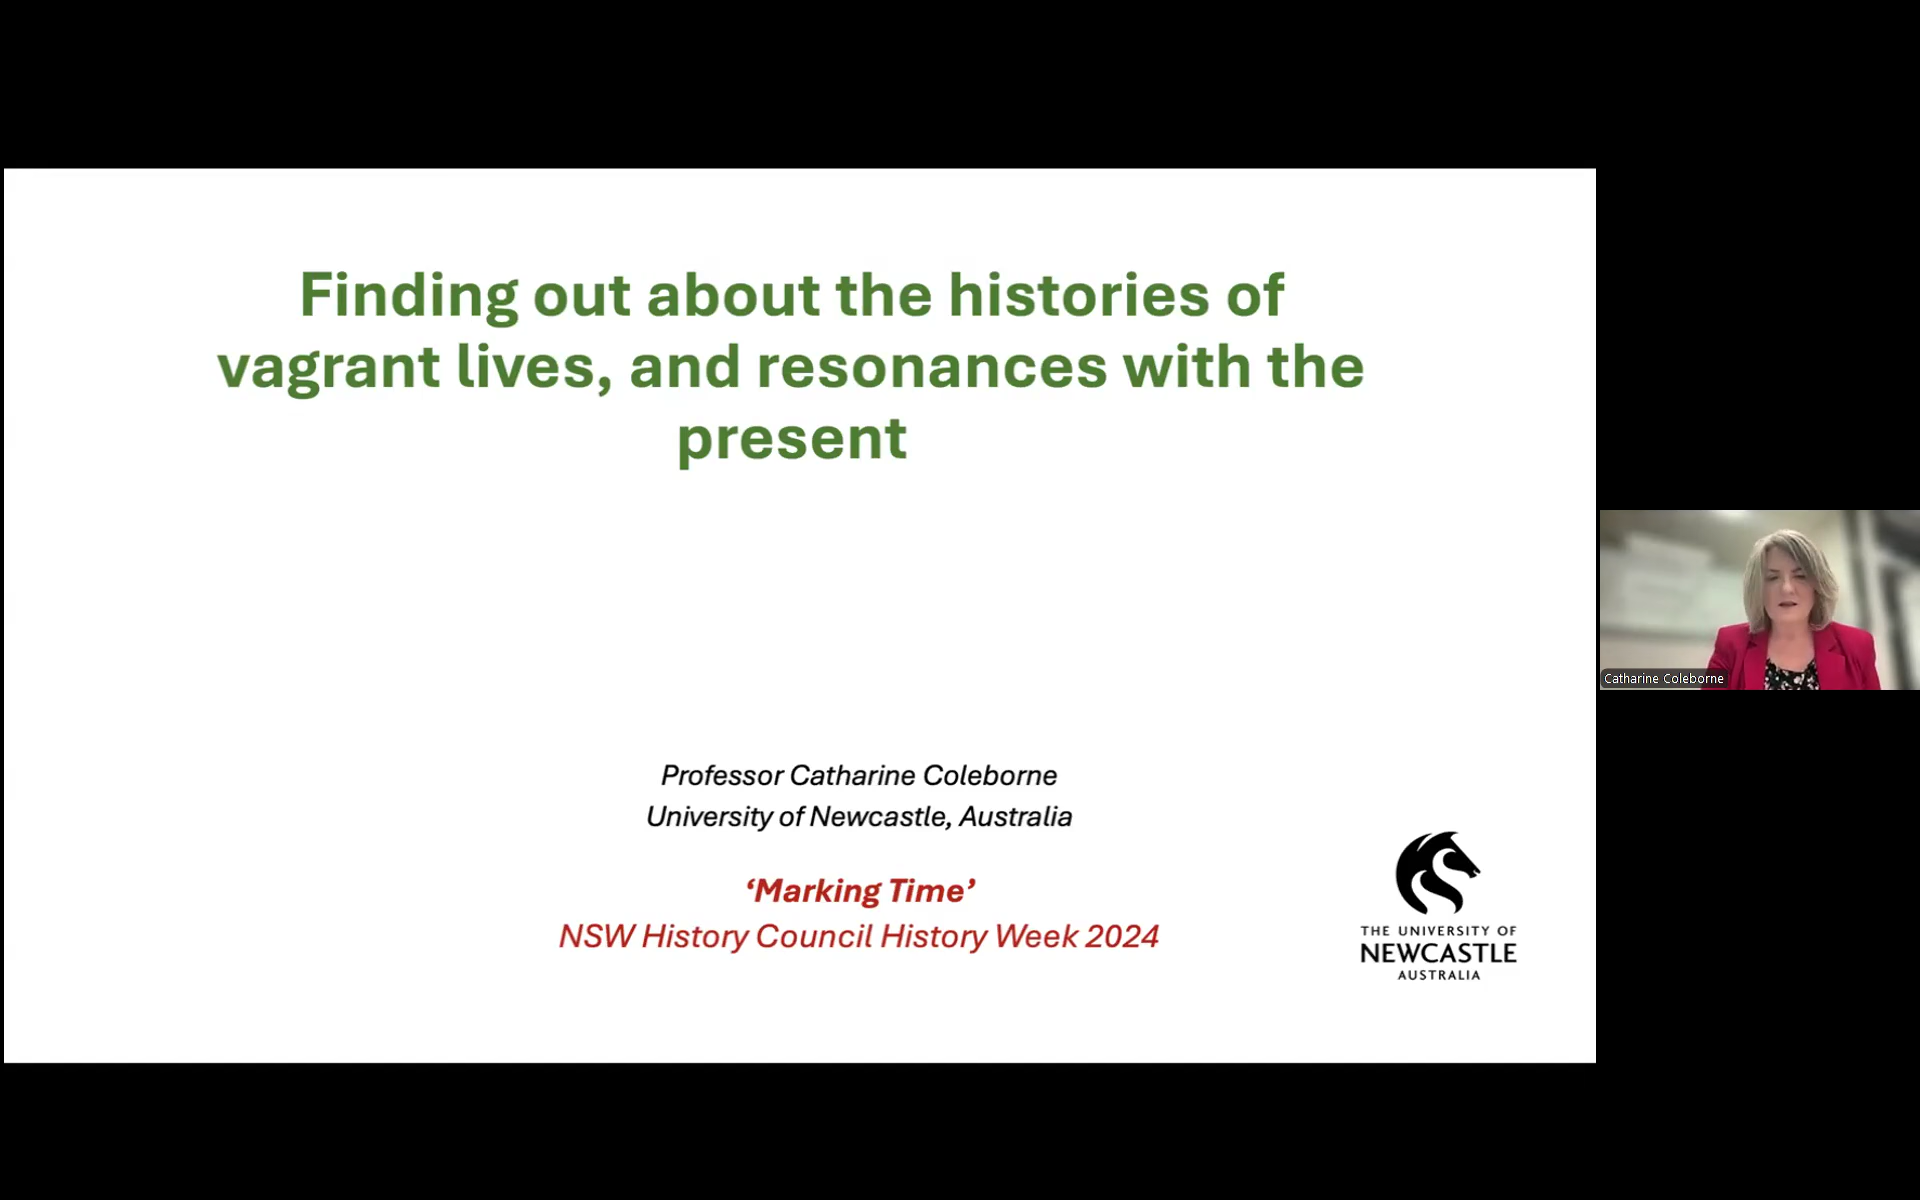 Finding out about the histories of
vagrant lives, and resonances with the
present
Professor Catharine Coleborne
University of Newcastle, Australia
‘Marking Time’
NSW History Council History Week 2024
THE UNIVERSITY OF
NEWCASTLE
AUSTRALIA
Catharine Coleborne